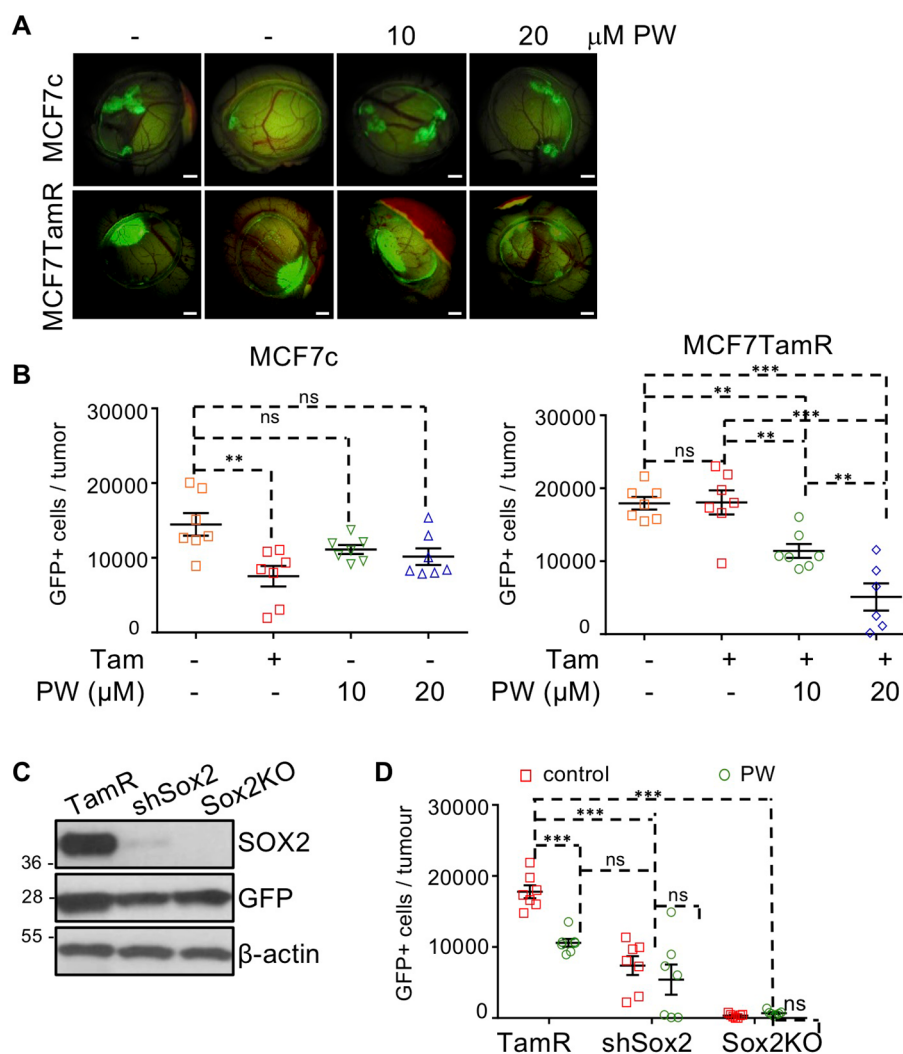 A
- - 10 20 μM PW
MCF7c
MCF7TamR
B
MCF7c
GFP+ cells / tumor
30000
20000
10000
0
ns
ns
**
Tam - + - -
PW (µM) - - 10 20
MCF7TamR
GFP+ cells / tumor
30000
20000
10000
0
***
**
***
ns
**
**
Tam - + + +
PW (µM) - - 10 20
C
TamR shSox2 Sox2KO
36 - SOX2
28 - GFP
55 -
β-actin
D
control PW
GFP+ cells / tumour
30000
20000
10000
0
***
***
***
ns
ns
ns
TamR shSox2 Sox2KO